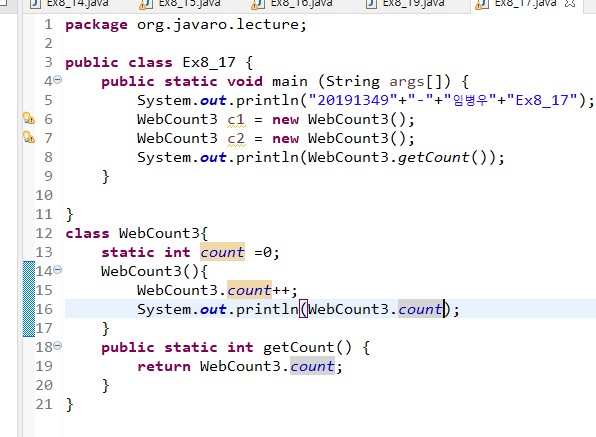 Ex8_14.java Ex8_15.java Ex8_16.java Ex8_19.java Ex8_17.java
1 package org.javaro.lecture;
2
3 public class Ex8_17 {
4 public static void main (String args[]) {
5 System.out.println("20191349"+"-"+"임병우"+"Ex8_17");
6 WebCount3 c1 = new WebCount3();
7 WebCount3 c2 = new WebCount3();
8 System.out.println(WebCount3.getCount());
9 }
10
11 }
12 class WebCount3{
13 static int count =0;
14 WebCount3(){
15 WebCount3.count++;
16 System.out.println(WebCount3.count);
17 }
18 public static int getCount() {
19 return WebCount3.count;
20 }
21 }